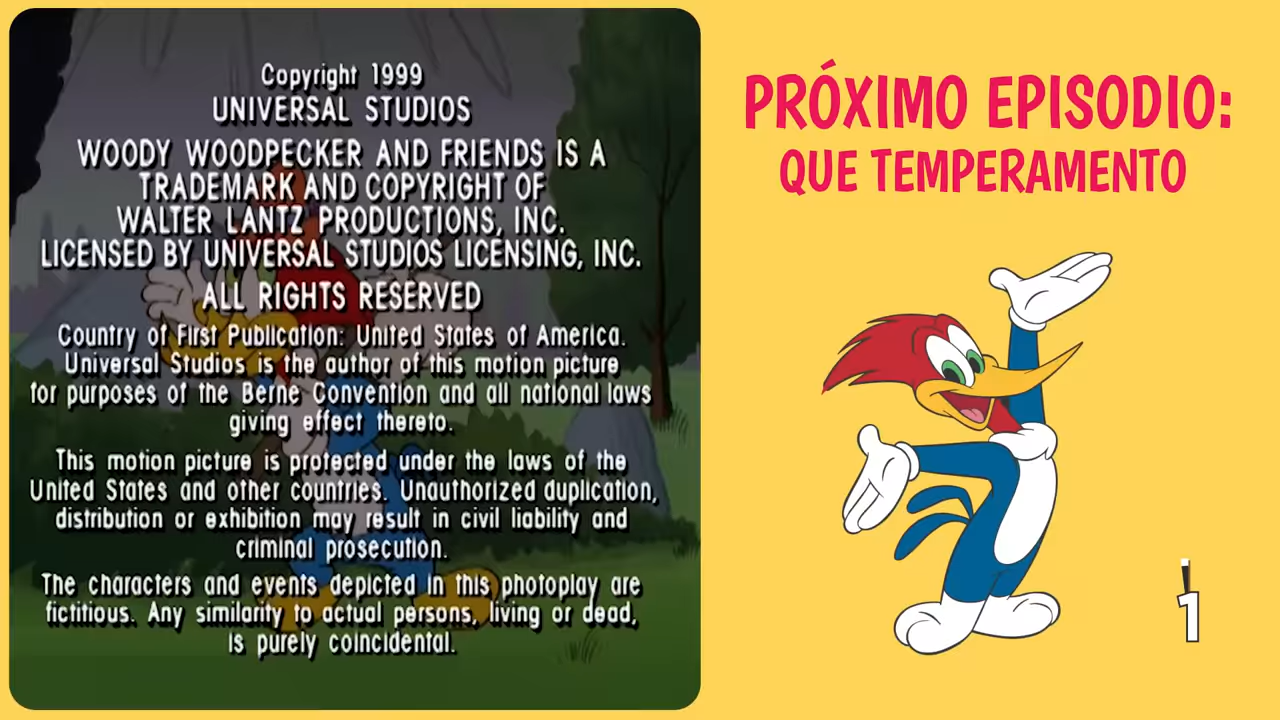 Copyright 1999
UNIVERSAL STUDIOS
WOODY WOODPECKER AND FRIENDS IS A
TRADEMARK AND COPYRIGHT OF
WALTER LANTZ PRODUCTIONS, INC.
LICENSED BY UNIVERSAL STUDIOS LICENSING, INC.
ALL RIGHTS RESERVED
Country of First Publication: United States of America.
Universal Studios is the author of this motion picture
for purposes of the Berne Convention and all national laws
giving effect thereto.
This motion picture is protected under the laws of the
United States and other countries. Unauthorized duplication,
distribution or exhibition may result in civil liability and
criminal prosecution.
The characters and events depicted in this photoplay are
fictitious. Any similarity to actual persons, living or dead,
is purely coincidental.
PRÓXIMO EPISODIO:
QUE TEMPERAMENTO
1